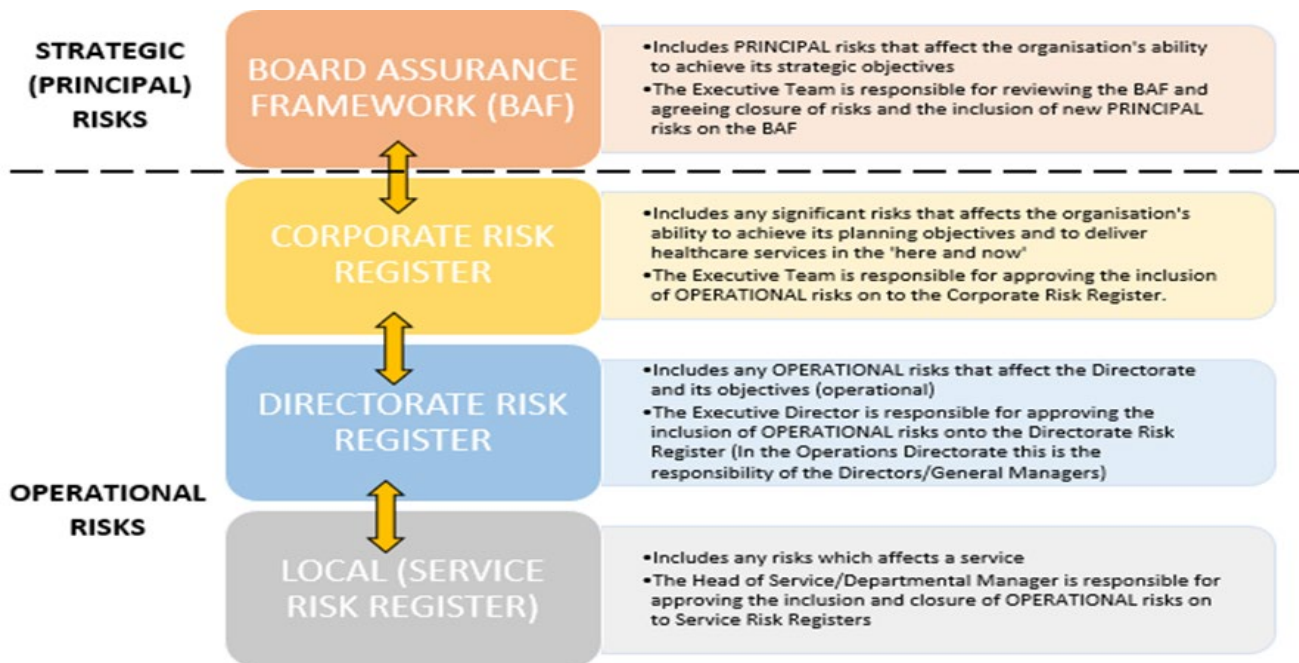 STRATEGIC
(PRINCIPAL)
RISKS
BOARD ASSURANCE
FRAMEWORK (BAF)
•Includes PRINCIPAL risks that affect the organisation's ability
to achieve its strategic objectives
•The Executive Team is responsible for reviewing the BAF and
agreeing closure of risks and the inclusion of new PRINCIPAL
risks on the BAF
CORPORATE RISK
REGISTER
•Includes any significant risks that affects the organisation's
ability to achieve its planning objectives and to deliver
healthcare services in the 'here and now'
•The Executive Team is responsible for approving the inclusion
of OPERATIONAL risks on to the Corporate Risk Register.
DIRECTORATE RISK
REGISTER
•Includes any OPERATIONAL risks that affect the Directorate
and its objectives (operational)
•The Executive Director is responsible for approving the
inclusion of OPERATIONAL risks onto the Directorate Risk
Register (In the Operations Directorate this is the
responsibility of the Directors/General Managers)
OPERATIONAL
RISKS
LOCAL (SERVICE
RISK REGISTER)
•Includes any risks which affects a service
•The Head of Service/Departmental Manager is responsible for
approving the inclusion and closure of OPERATIONAL risks on
to Service Risk Registers